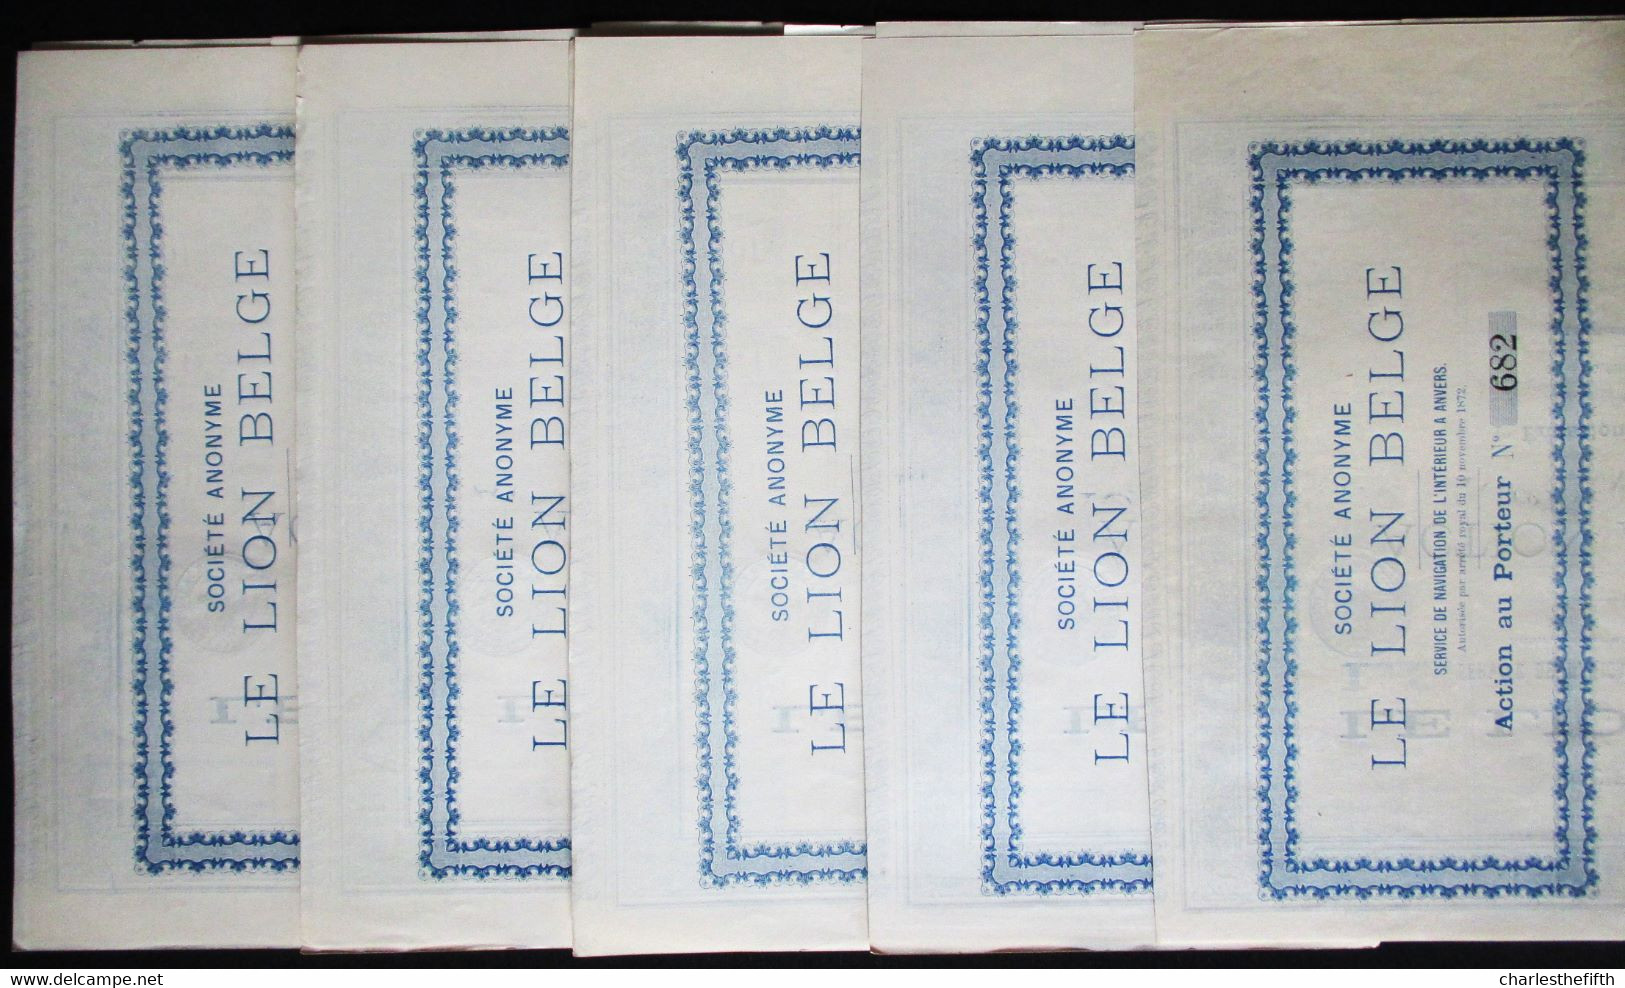 SOCIÉTÉ ANONYME
LE LION BELGE
SOCIÉTÉ ANONYME
LE LION BELGE
SOCIÉTÉ ANONYME
LE LION BELGE
SOCIÉTÉ ANONYME
LE LION BELGE
SOCIÉTÉ ANONYME
LE LION BELGE
SERVICE DE NAVIGATION DE L'INTÉRIEUR A ANVERS.
Autorisée par arrêté royal du 10 novembre 1872.
Action au Porteur N° 682
Delcampe.net
charlesthefifth